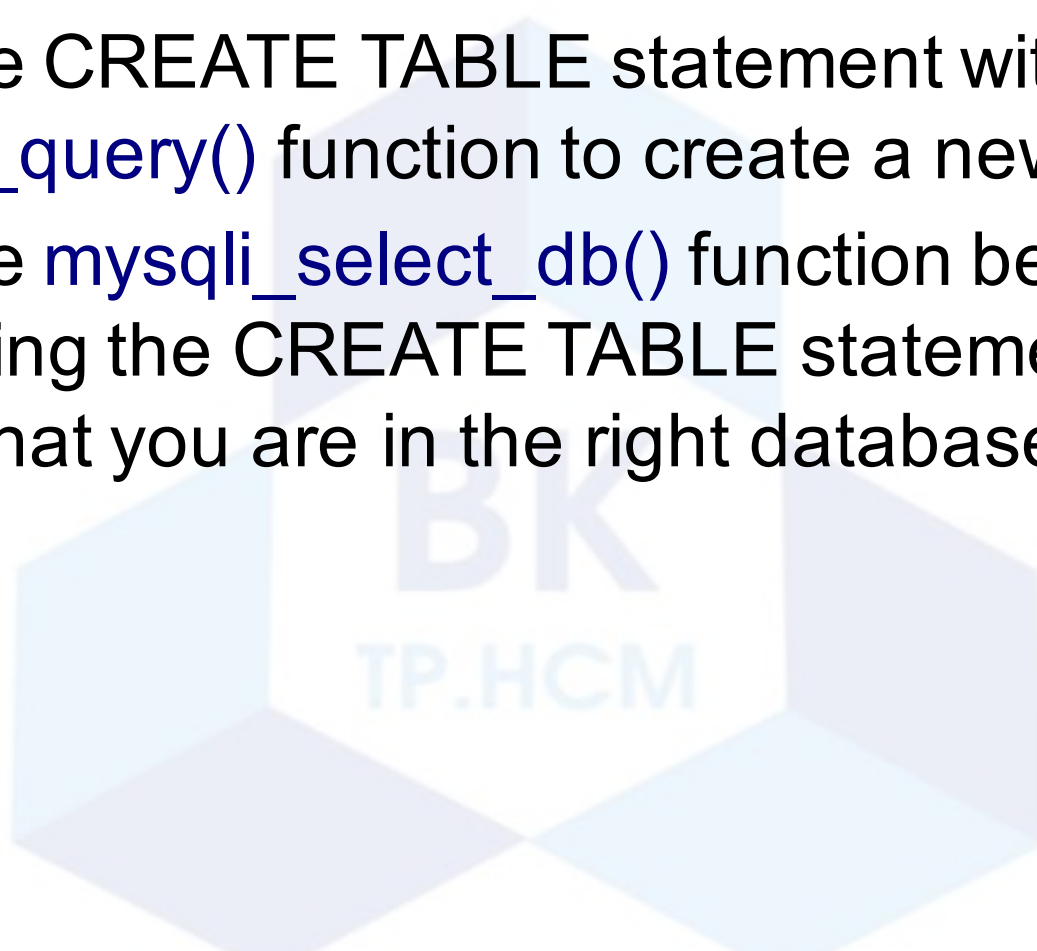 e CREATE TABLE statement wit
_query() function to create a new
e mysqli_select_db() function be
ing the CREATE TABLE stateme
hat you are in the right database
BK
TP.HCM